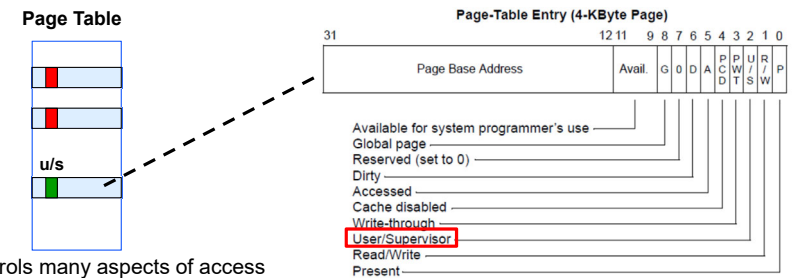 Page Table
u/s
rols many aspects of access
Page-Table Entry (4-KByte Page)
31 12 11 9 8 7 6 5 4 3 2 1 0
Page Base Address Avail. G 0 D A PCD PWT U/S R/W P
Available for system programmer's use
Global page
Reserved (set to 0)
Dirty
Accessed
Cache disabled
Write-through
User/Supervisor
Read/Write
Present